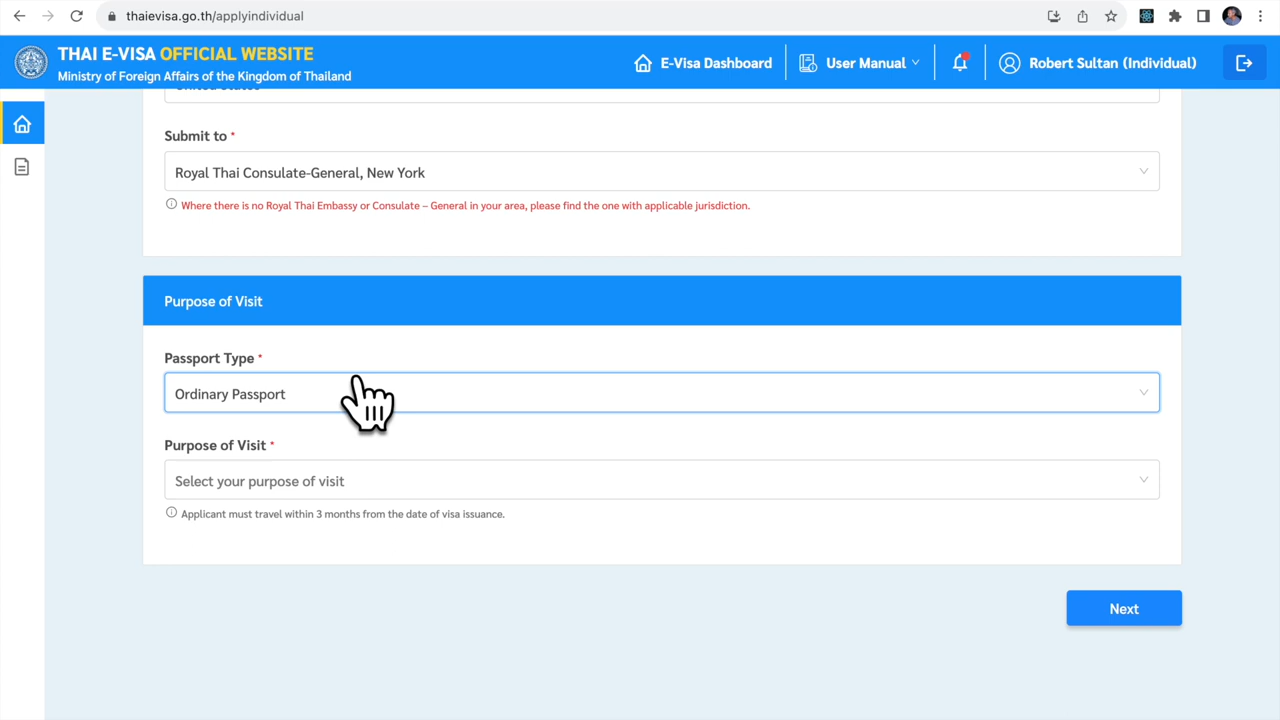 thaievisa.go.th/applyindividual
THAI E-VISA OFFICIAL WEBSITE
Ministry of Foreign Affairs of the Kingdom of Thailand
E-Visa Dashboard
User Manual
Robert Sultan (Individual)
United States
Submit to *
Royal Thai Consulate-General, New York
Where there is no Royal Thai Embassy or Consulate – General in your area, please find the one with applicable jurisdiction.
Purpose of Visit
Passport Type *
Ordinary Passport
Purpose of Visit *
Select your purpose of visit
Applicant must travel within 3 months from the date of visa issuance.
Next